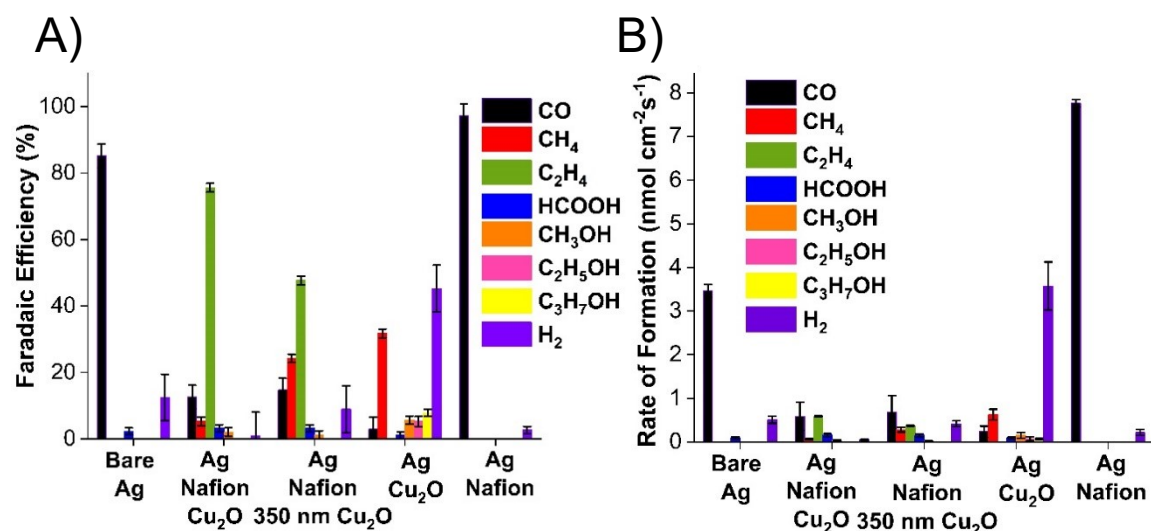 A)
Faradaic Efficiency (%)
100
80
60
40
20
0
CO
CH₄
C₂H₄
HCOOH
CH₃OH
C₂H₅OH
C₃H₇OH
H₂
Bare Ag Ag Ag Ag
Ag Nafion Nafion Cu₂O Nafion
Cu₂O 350 nm Cu₂O
B)
Rate of Formation (nmol cm⁻²s⁻¹)
8
7
6
5
4
3
2
1
0
CO
CH₄
C₂H₄
HCOOH
CH₃OH
C₂H₅OH
C₃H₇OH
H₂
Bare Ag Ag Ag Ag
Ag Nafion Nafion Cu₂O Nafion
Cu₂O 350 nm Cu₂O